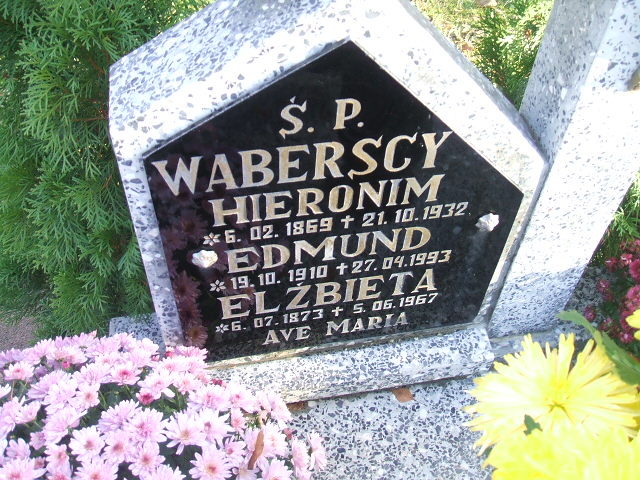 Ś. P.
WABERSCY
HIERONIM
* 6. 02. 1869 + 21. 10. 1932
EDMUND
* 19. 10. 1910 + 27. 04. 1993
ELŻBIETA
* 6. 07. 1873 + 5. 06. 1967
AVE MARIA